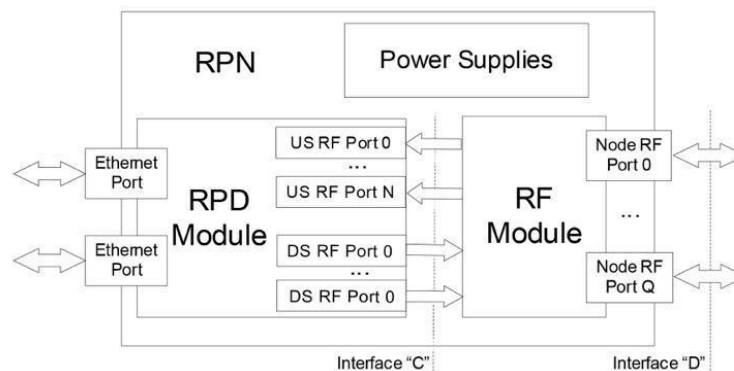 RPN
Power Supplies
Ethernet
Port
RPD
Module
Ethernet
Port
US RF Port 0
...
US RF Port N
DS RF Port 0
...
DS RF Port 0
RF
Module
Node RF
Port 0
...
Node RF
Port Q
Interface “C”
Interface “D”